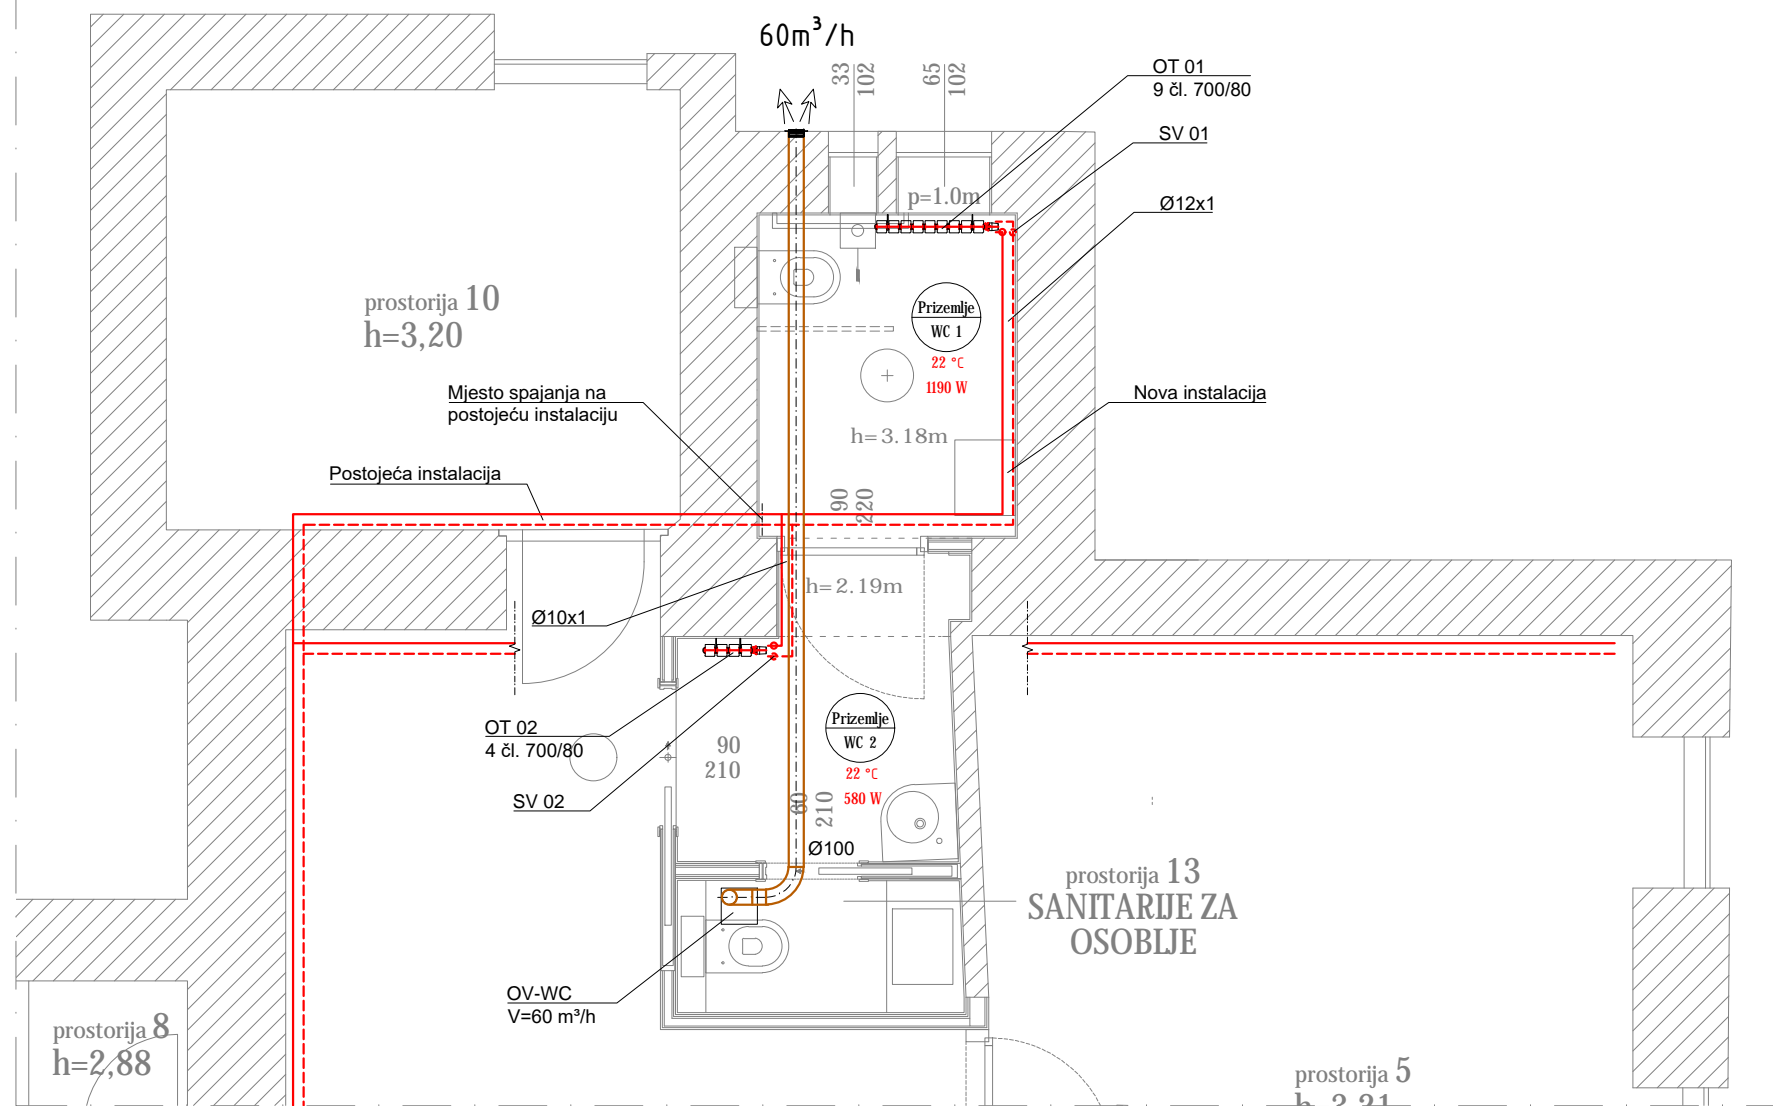 60m³/h
33
102
65
102
OT 01
9 čl. 700/80
SV 01
p=1.0m
Ø12x1
prostorija 10
h=3,20
Prizemlje
WC 1
22 °C
1190 W
Mjesto spajanja na
postojeću instalaciju
Nova instalacija
h=3.18m
Postojeća instalacija
90
220
h=2.19m
Ø10x1
OT 02
4 čl. 700/80
Prizemlje
WC 2
22 °C
580 W
90
210
SV 02
60
210
Ø100
prostorija 13
SANITARIJE ZA
OSOBLJE
OV-WC
V=60 m³/h
prostorija 8
h=2,88
prostorija 5
h=3,31